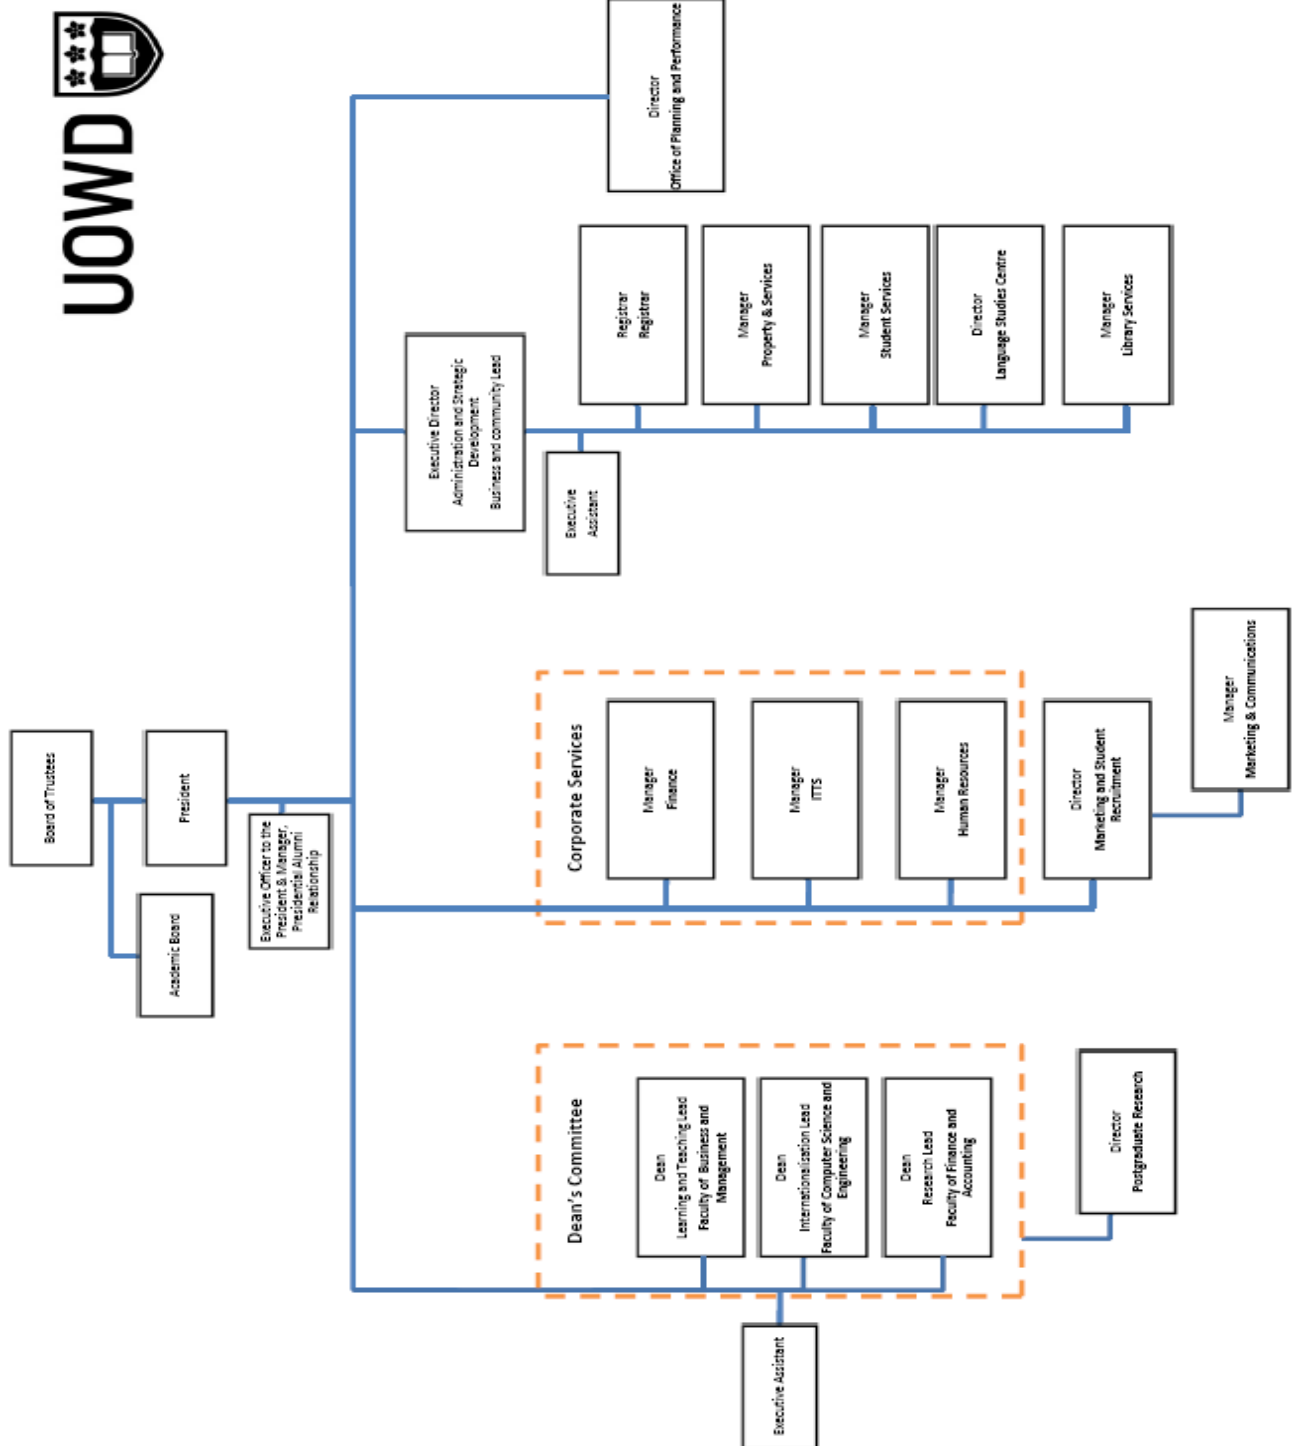 UOWD
Board of Trustees
Academic Board
President
Executive Officer to the
President & Manager,
Presidential Alumni
Relationship
Executive Assistant
Dean's Committee
Dean
Learning and Teaching Lead
Faculty of Business and
Management
Dean
Internationalisation Lead
Faculty of Computer Science and
Engineering
Dean
Research Lead
Faculty of Finance and
Accounting
Director
Postgraduate Research
Corporate Services
Manager
Finance
Manager
ITTS
Manager
Human Resources
Director
Marketing and Student
Recruitment
Manager
Marketing & Communications
Executive Director
Administration and Strategic
Development
Business and community Lead
Executive
Assistant
Registrar
Registrar
Manager
Property & Services
Manager
Student Services
Director
Language Studies Centre
Manager
Library Services
Director
Office of Planning and Performance